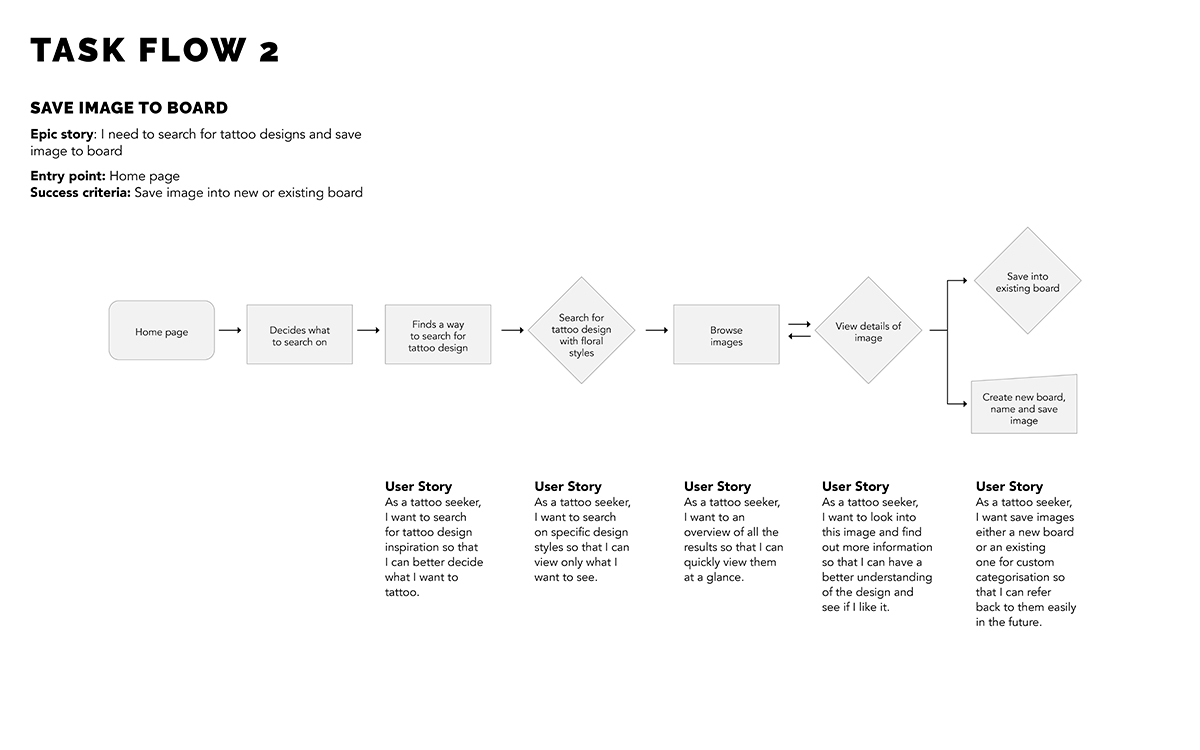 TASK FLOW 2
SAVE IMAGE TO BOARD
Epic story: I need to search for tattoo designs and save
image to board
Entry point: Home page
Success criteria: Save image into new or existing board
Home page
Decides what
to search on
Finds a way
to search for
tattoo design
Search for
tattoo design
with floral
styles
Browse
images
View details of
image
Save into
existing board
Create new board,
name and save
image
User Story
As a tattoo seeker,
I want to search
for tattoo design
inspiration so that
I can better decide
what I want to
tattoo.
User Story
As a tattoo seeker,
I want to search
on specific design
styles so that I can
view only what I
want to see.
User Story
As a tattoo seeker,
I want to an
overview of all the
results so that I can
quickly view them
at a glance.
User Story
As a tattoo seeker,
I want to look into
this image and find
out more information
so that I can have a
better understanding
of the design and
see if I like it.
User Story
As a tattoo seeker,
I want save images
either a new board
or an existing
one for custom
categorisation so
that I can refer
back to them easily
in the future.